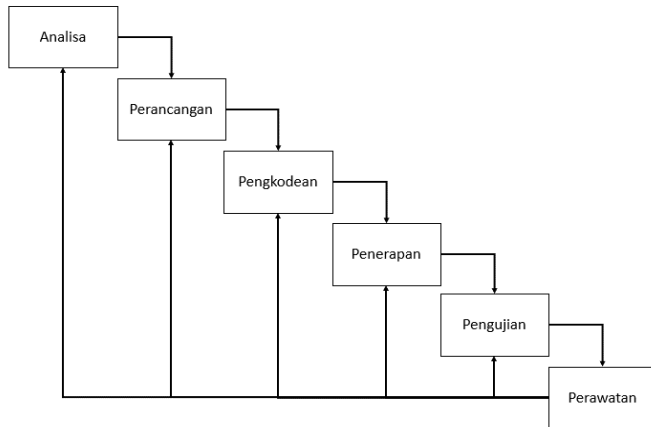 Analisa
Perancangan
Pengkodean
Penerapan
Pengujian
Perawatan